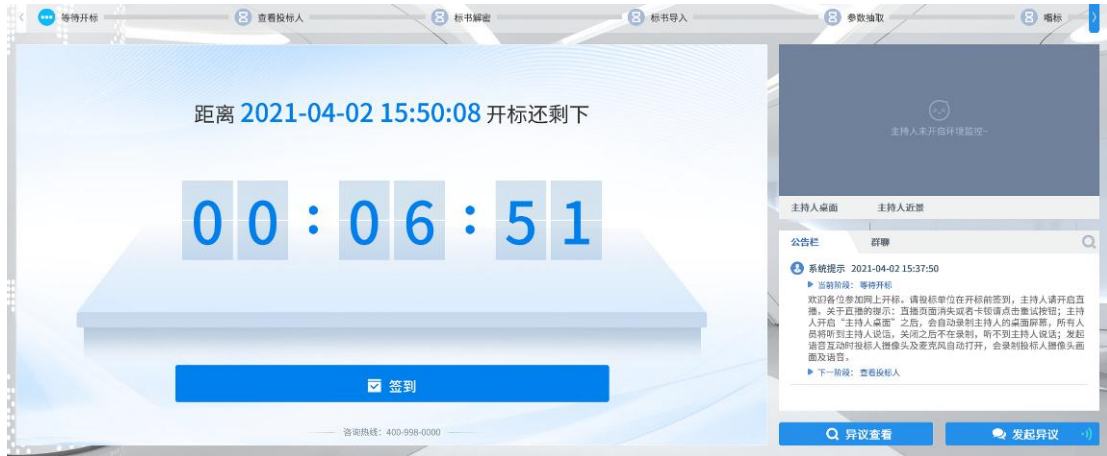 等待开标
查看投标人
标书解密
标书导入
参数抽取
唱标
距离 2021-04-02 15:50:08 开标还剩下
00 : 06 : 51
签到
咨询热线：400-998-0000
主持人未开启环境监控~
主持人桌面 主持人近景
公告栏 群聊
系统提示 2021-04-02 15:37:50
当前阶段：等待开标
欢迎各位参加网上开标。请投标单位在开标前签到，主持人请开启直
播。关于直播的提示：直播页面消失或者卡顿请点击重试按钮；主持
人开启“主持人桌面”之后，会自动录制主持人的桌面屏幕，所有人
员将听到主持人说话，关闭之后不在录制，听不到主持人说话；发起
语音互动时投标人摄像头及麦克风自动打开，会录制投标人摄像头画
面及语音。
下一阶段：查看投标人
异议查看
发起异议